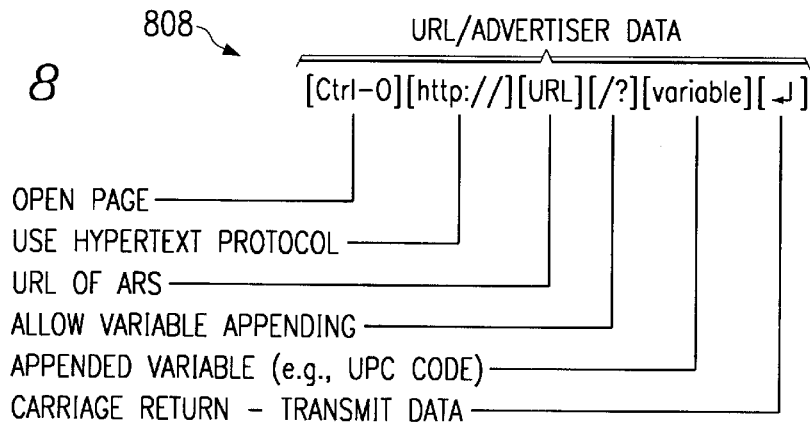 808
URL/ADVERTISER DATA
8
[Ctrl-O][http://][URL][/?][variable][↵]
OPEN PAGE
USE HYPERTEXT PROTOCOL
URL OF ARS
ALLOW VARIABLE APPENDING
APPENDED VARIABLE (e.g., UPC CODE)
CARRIAGE RETURN - TRANSMIT DATA